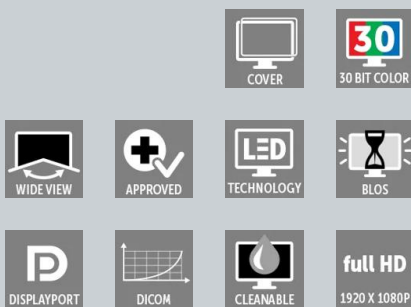 COVER
30
30 BIT COLOR
WIDE VIEW
APPROVED
LED
TECHNOLOGY
BLOS
D
DISPLAYPORT
DICOM
CLEANABLE
full HD
1920 X 1080P